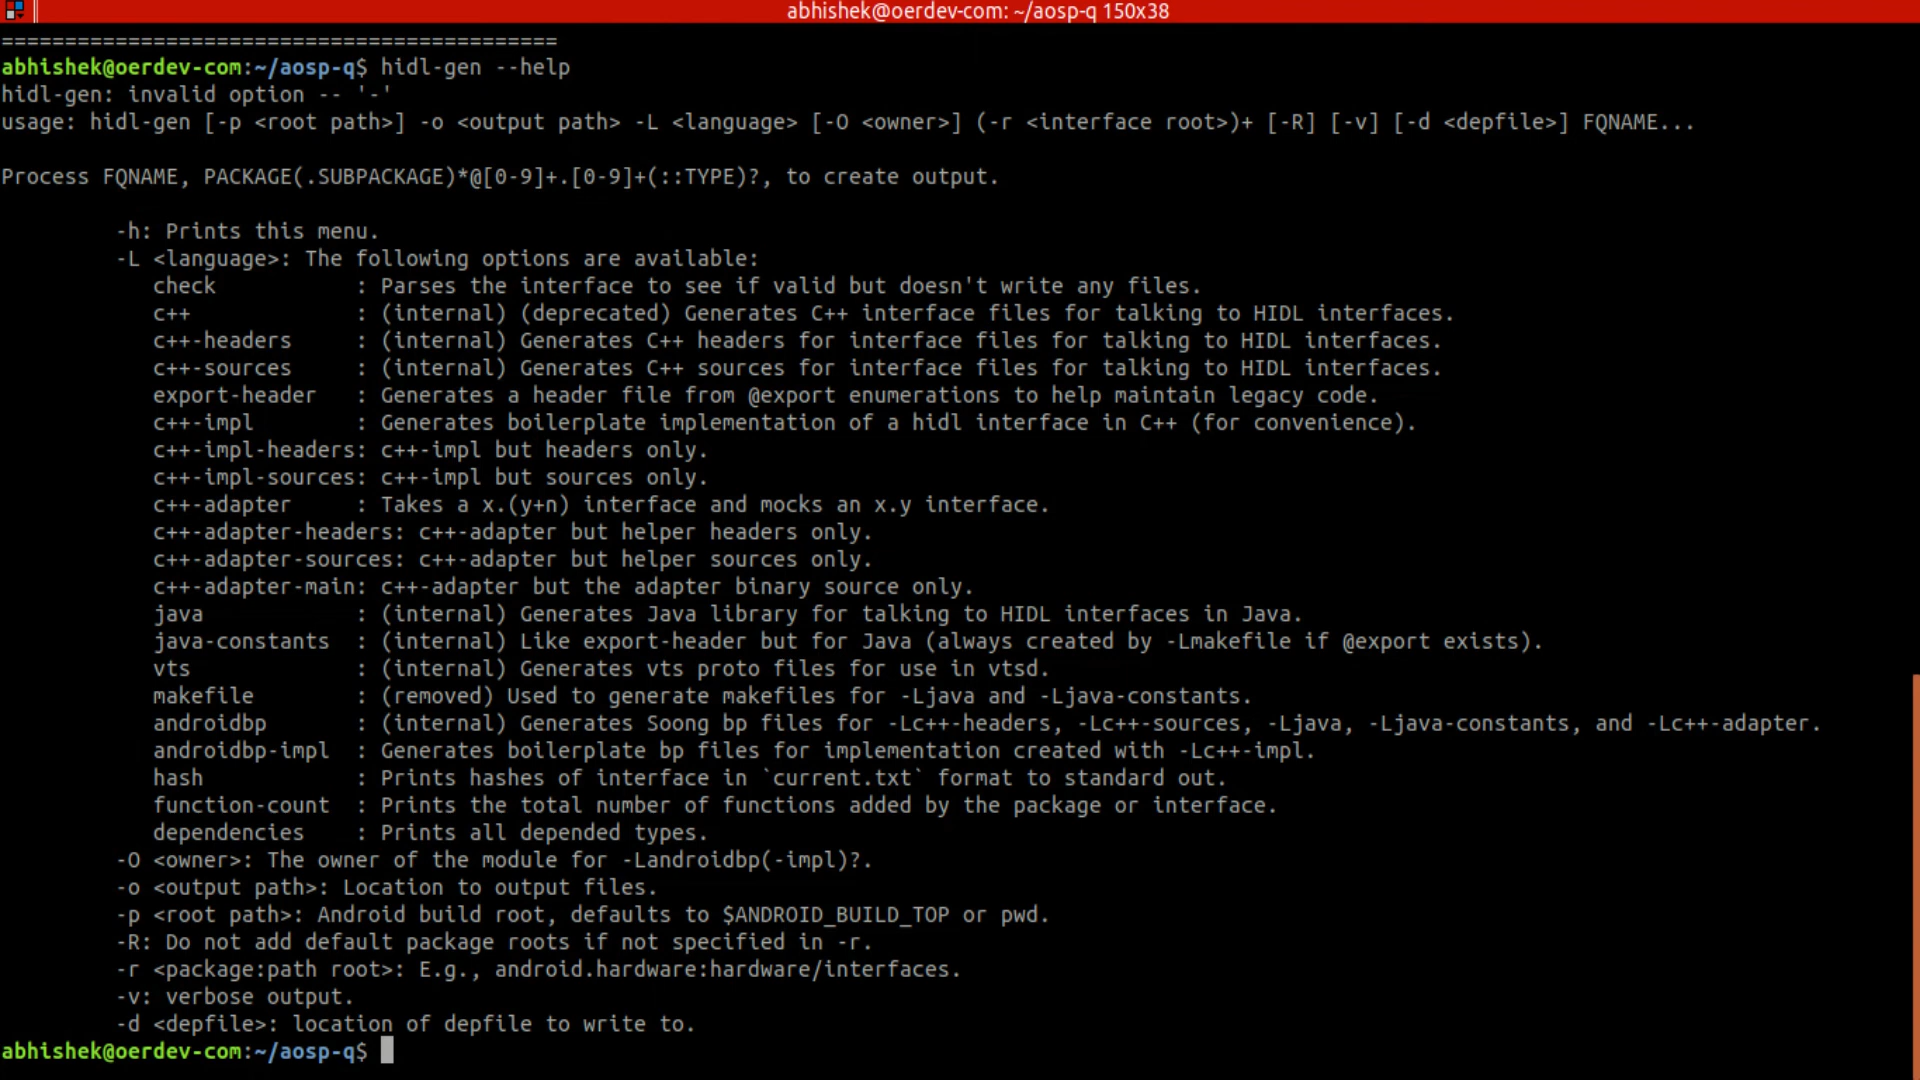 abhishek@oerdev-com: ~/aosp-q 150x38
============================================
abhishek@oerdev-com:~/aosp-q$ hidl-gen --help
hidl-gen: invalid option -- '-'
usage: hidl-gen [-p <root path>] -o <output path> -L <language> [-O <owner>] (-r <interface root>)+ [-R] [-v] [-d <depfile>] FQNAME...
Process FQNAME, PACKAGE(.SUBPACKAGE)*@[0-9]+.[0-9]+(::TYPE)?, to create output.
-h: Prints this menu.
-L <language>: The following options are available:
check : Parses the interface to see if valid but doesn't write any files.
c++ : (internal) (deprecated) Generates C++ interface files for talking to HIDL interfaces.
c++-headers : (internal) Generates C++ headers for interface files for talking to HIDL interfaces.
c++-sources : (internal) Generates C++ sources for interface files for talking to HIDL interfaces.
export-header : Generates a header file from @export enumerations to help maintain legacy code.
c++-impl : Generates boilerplate implementation of a hidl interface in C++ (for convenience).
c++-impl-headers: c++-impl but headers only.
c++-impl-sources: c++-impl but sources only.
c++-adapter : Takes a x.(y+n) interface and mocks an x.y interface.
c++-adapter-headers: c++-adapter but helper headers only.
c++-adapter-sources: c++-adapter but helper sources only.
c++-adapter-main: c++-adapter but the adapter binary source only.
java : (internal) Generates Java library for talking to HIDL interfaces in Java.
java-constants : (internal) Like export-header but for Java (always created by -Lmakefile if @export exists).
vts : (internal) Generates vts proto files for use in vtsd.
makefile : (removed) Used to generate makefiles for -Ljava and -Ljava-constants.
androidbp : (internal) Generates Soong bp files for -Lc++-headers, -Lc++-sources, -Ljava, -Ljava-constants, and -Lc++-adapter.
androidbp-impl : Generates boilerplate bp files for implementation created with -Lc++-impl.
hash : Prints hashes of interface in `current.txt` format to standard out.
function-count : Prints the total number of functions added by the package or interface.
dependencies : Prints all depended types.
-O <owner>: The owner of the module for -Landroidbp(-impl)?.
-o <output path>: Location to output files.
-p <root path>: Android build root, defaults to $ANDROID_BUILD_TOP or pwd.
-R: Do not add default package roots if not specified in -r.
-r <package:path root>: E.g., android.hardware:hardware/interfaces.
-v: verbose output.
-d <depfile>: location of depfile to write to.
abhishek@oerdev-com:~/aosp-q$